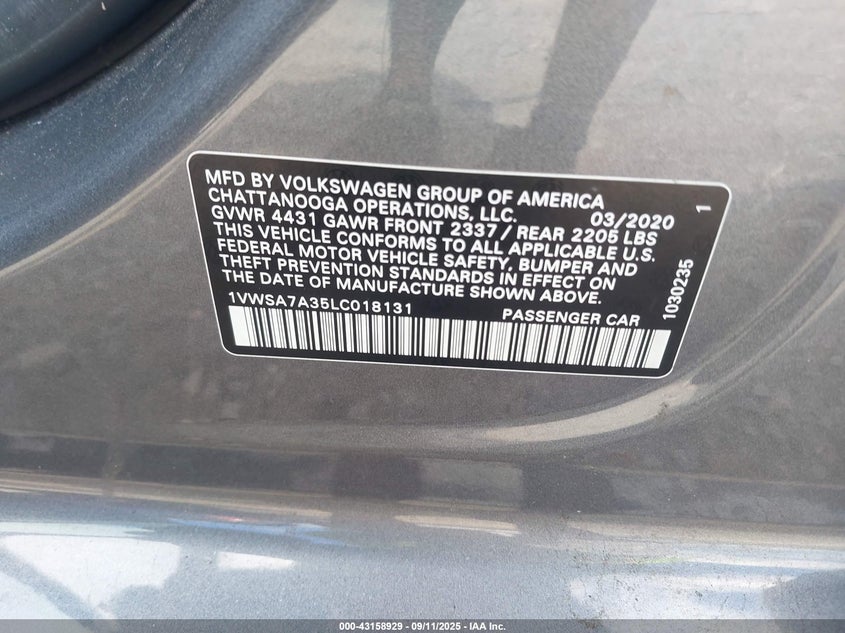 MFD BY VOLKSWAGEN GROUP OF AMERICA
CHATTANOOGA OPERATIONS, LLC. 03/2020
GVWR 4431 GAWR FRONT 2337 / REAR 2205 LBS
THIS VEHICLE CONFORMS TO ALL APPLICABLE U.S.
FEDERAL MOTOR VEHICLE SAFETY, BUMPER AND
THEFT PREVENTION STANDARDS IN EFFECT ON
THE DATE OF MANUFACTURE SHOWN ABOVE.
1VWSA7A35LC018131 PASSENGER CAR
1030235 1
000-43158929 - 09/11/2025 - IAA Inc.